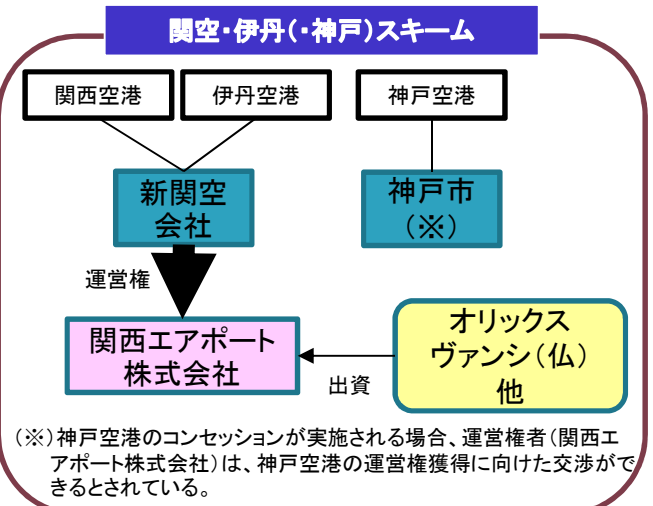 関空・伊丹(・神戸)スキーム
関西空港
伊丹空港
神戸空港
新関空
会社
神戸市
(※)
運営権
関西エアポート
株式会社
オリックス
ヴァンシ(仏)
他
出資
(※)神戸空港のコンセッションが実施される場合、運営権者(関西エ
アポート株式会社)は、神戸空港の運営権獲得に向けた交渉がで
きるとされている。